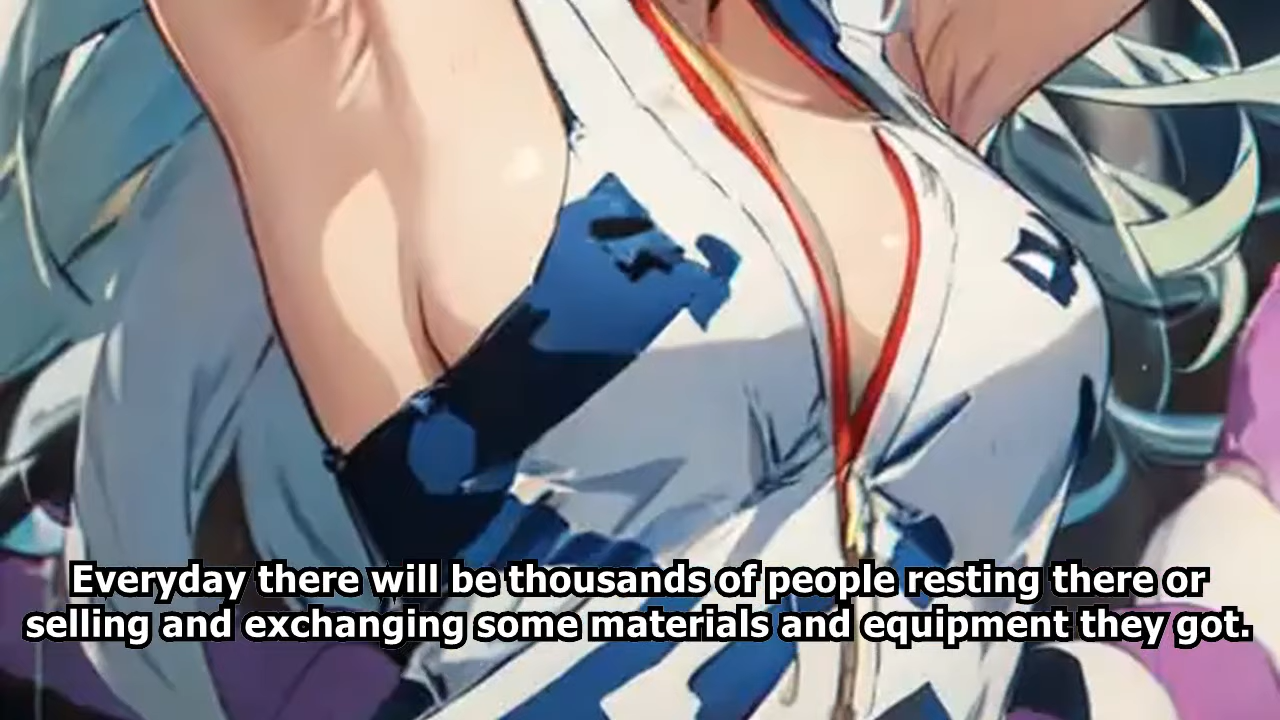 Everyday there will be thousands of people resting there or
selling and exchanging some materials and equipment they got.